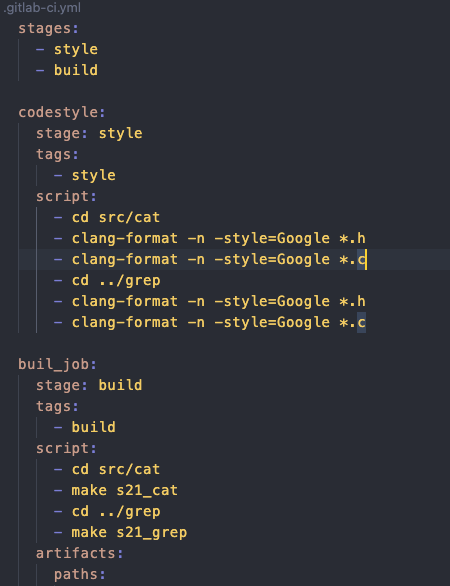 .gitlab-ci.yml
stages:
  - style
  - build

codestyle:
  stage: style
  tags:
    - style
  script:
    - cd src/cat
    - clang-format -n -style=Google *.h
    - clang-format -n -style=Google *.c
    - cd ../grep
    - clang-format -n -style=Google *.h
    - clang-format -n -style=Google *.c

buil_job:
  stage: build
  tags:
    - build
  script:
    - cd src/cat
    - make s21_cat
    - cd ../grep
    - make s21_grep
  artifacts:
    paths: